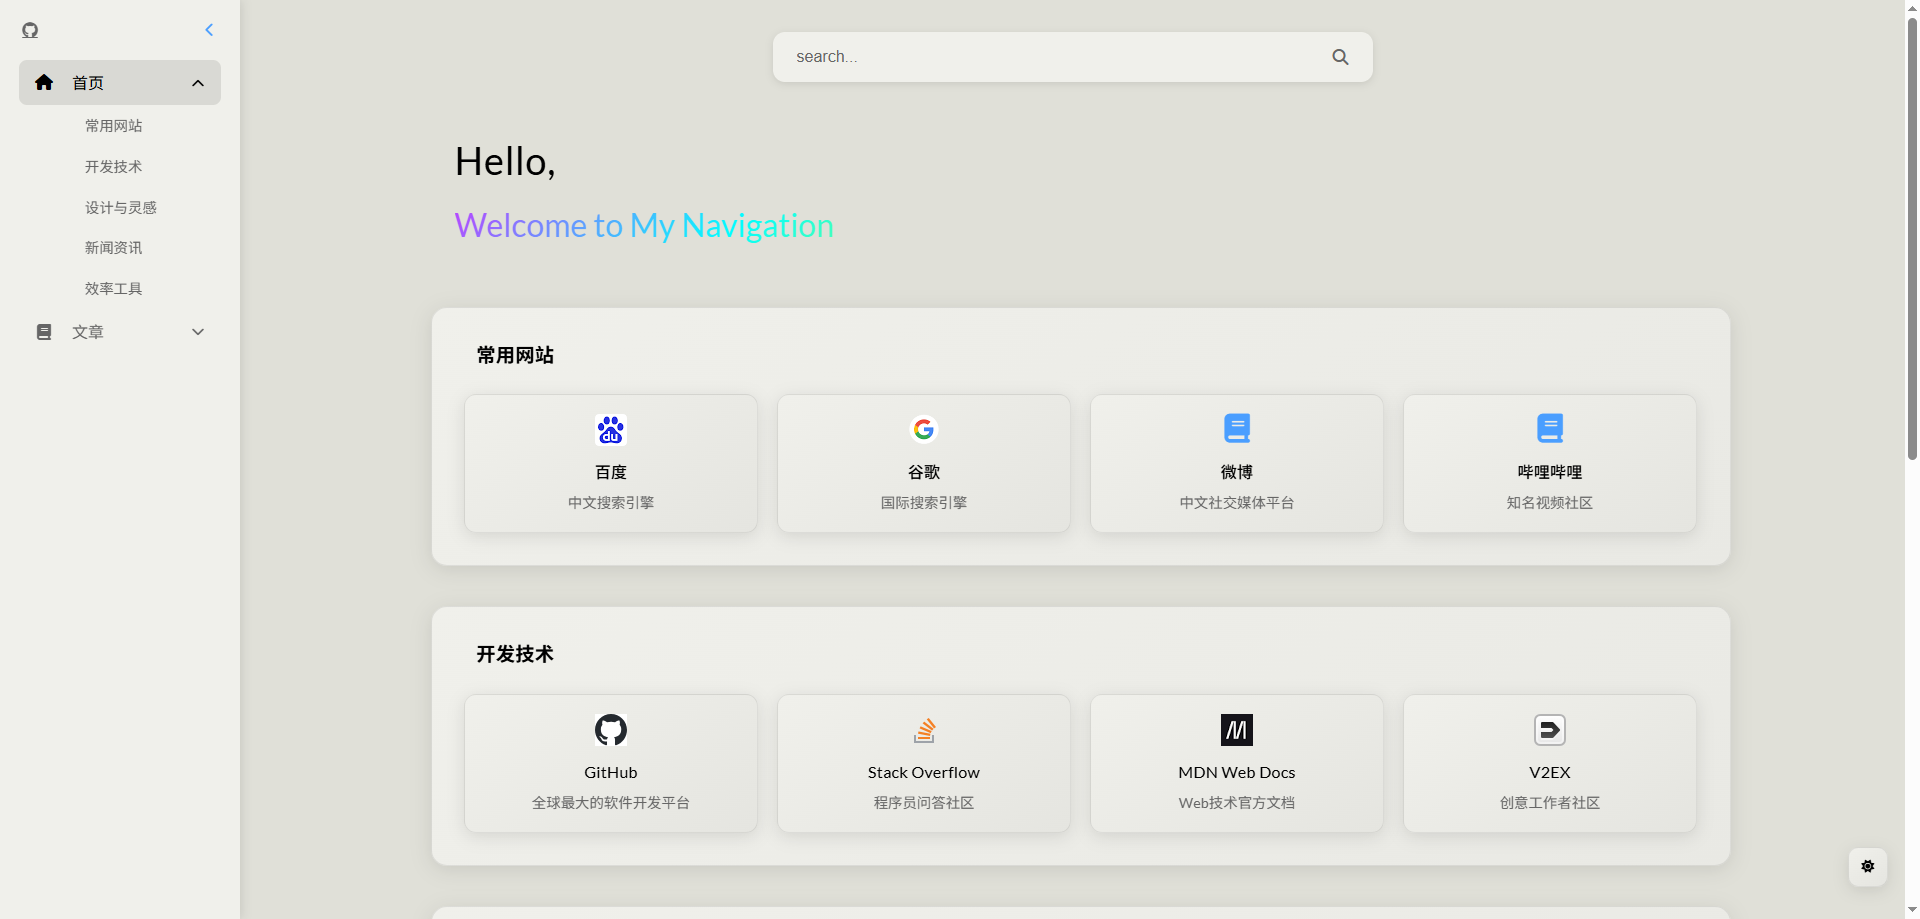 首页
常用网站
开发技术
设计与灵感
新闻资讯
效率工具
文章
search...
Hello,
Welcome to My Navigation
常用网站
du
百度
中文搜索引擎
谷歌
国际搜索引擎
微博
中文社交媒体平台
哔哩哔哩
知名视频社区
开发技术
GitHub
全球最大的软件开发平台
Stack Overflow
程序员问答社区
MDN Web Docs
Web技术官方文档
V2EX
创意工作者社区